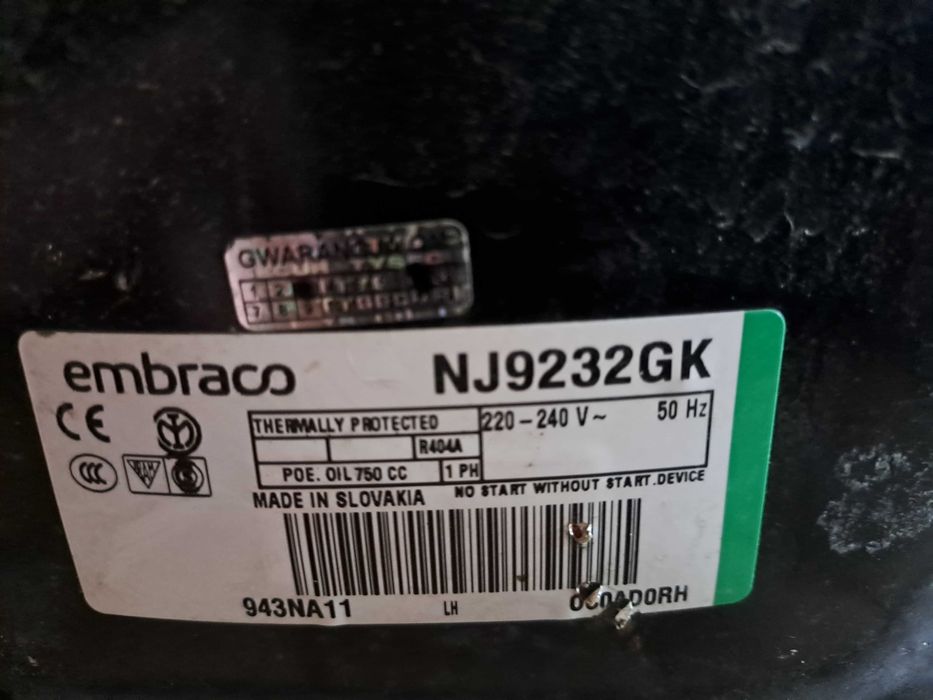 embraco
NJ9232GK
CE
THERMALLY PROTECTED
220 – 240 V ~ 50 Hz
R404A
POE. OIL 750 CC 1 PH
NO START WITHOUT START.DEVICE
MADE IN SLOVAKIA
943NA11 LH